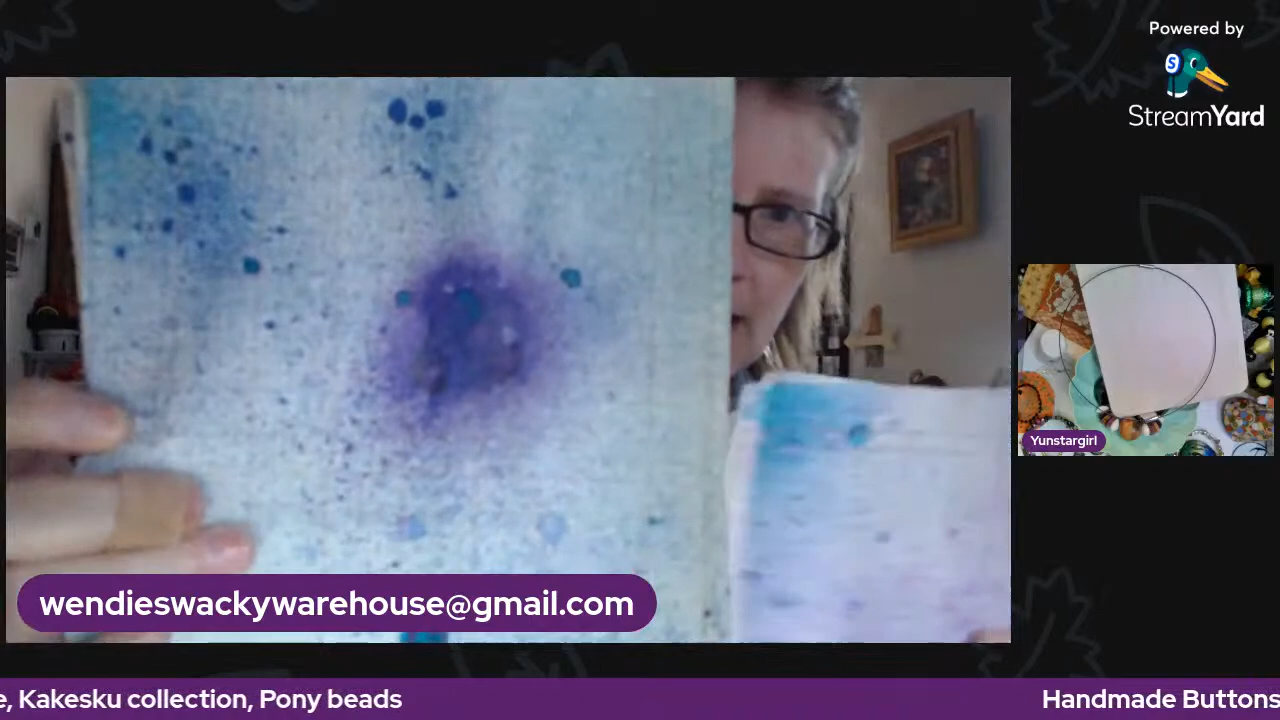 Powered by
StreamYard
Yunstargirl
wendieswackywarehouse@gmail.com
e, Kakesku collection, Pony beads
Handmade Buttons